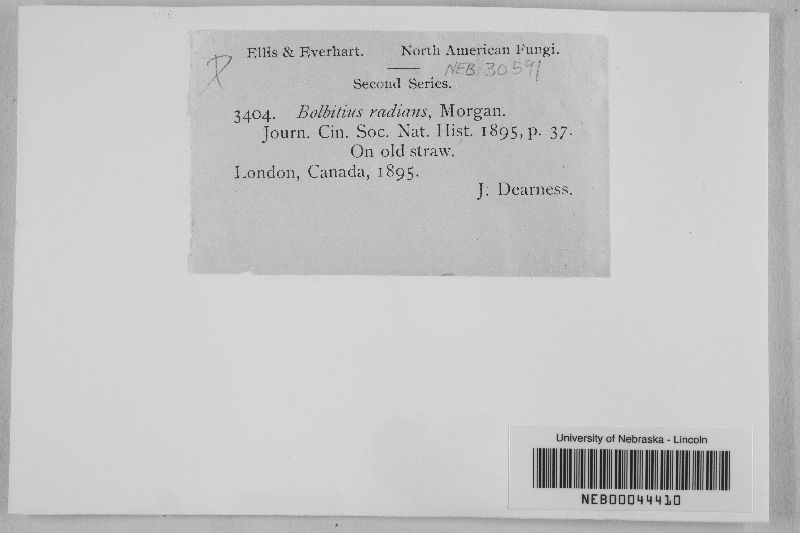 Ellis & Everhart. North American Fungi.
NEB 30591
Second Series.
3404. Bolbitius radians, Morgan.
Journ. Cin. Soc. Nat. Hist. 1895, p. 37.
On old straw.
London, Canada, 1895.
J. Dearness.
University of Nebraska - Lincoln
NEB00044410